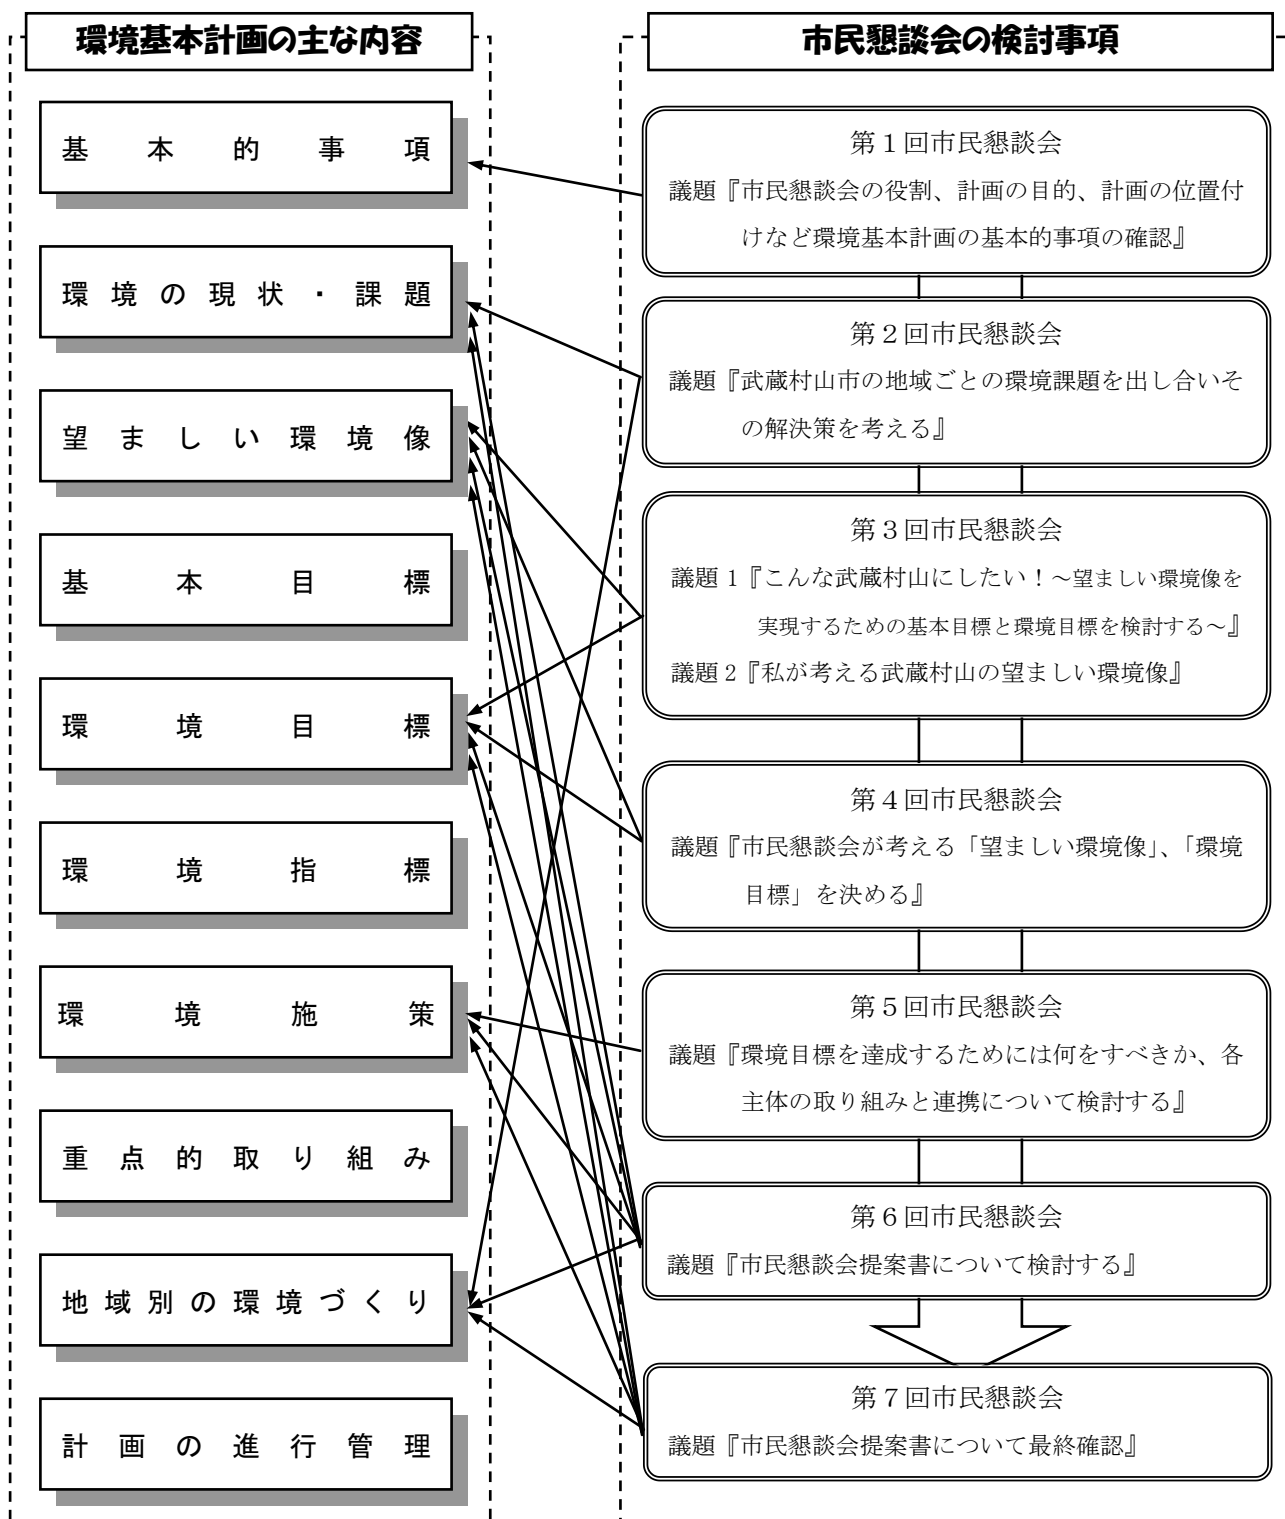 環境基本計画の主な内容
基本的事項
環境の現状・課題
望ましい環境像
基本目標
環境目標
環境指標
環境施策
重点的取り組み
地域別の環境づくり
計画の進行管理
市民懇談会の検討事項
第１回市民懇談会
議題『市民懇談会の役割、計画の目的、計画の位置付
けなど環境基本計画の基本的事項の確認』
第２回市民懇談会
議題『武蔵村山市の地域ごとの環境課題を出し合いそ
の解決策を考える』
第３回市民懇談会
議題 1『こんな武蔵村山にしたい！～望ましい環境像を
実現するための基本目標と環境目標を検討する～』
議題 2『私が考える武蔵村山の望ましい環境像』
第４回市民懇談会
議題『市民懇談会が考える「望ましい環境像」、「環境
目標」を決める』
第５回市民懇談会
議題『環境目標を達成するためには何をすべきか、各
主体の取り組みと連携について検討する』
第６回市民懇談会
議題『市民懇談会提案書について検討する』
第７回市民懇談会
議題『市民懇談会提案書について最終確認』